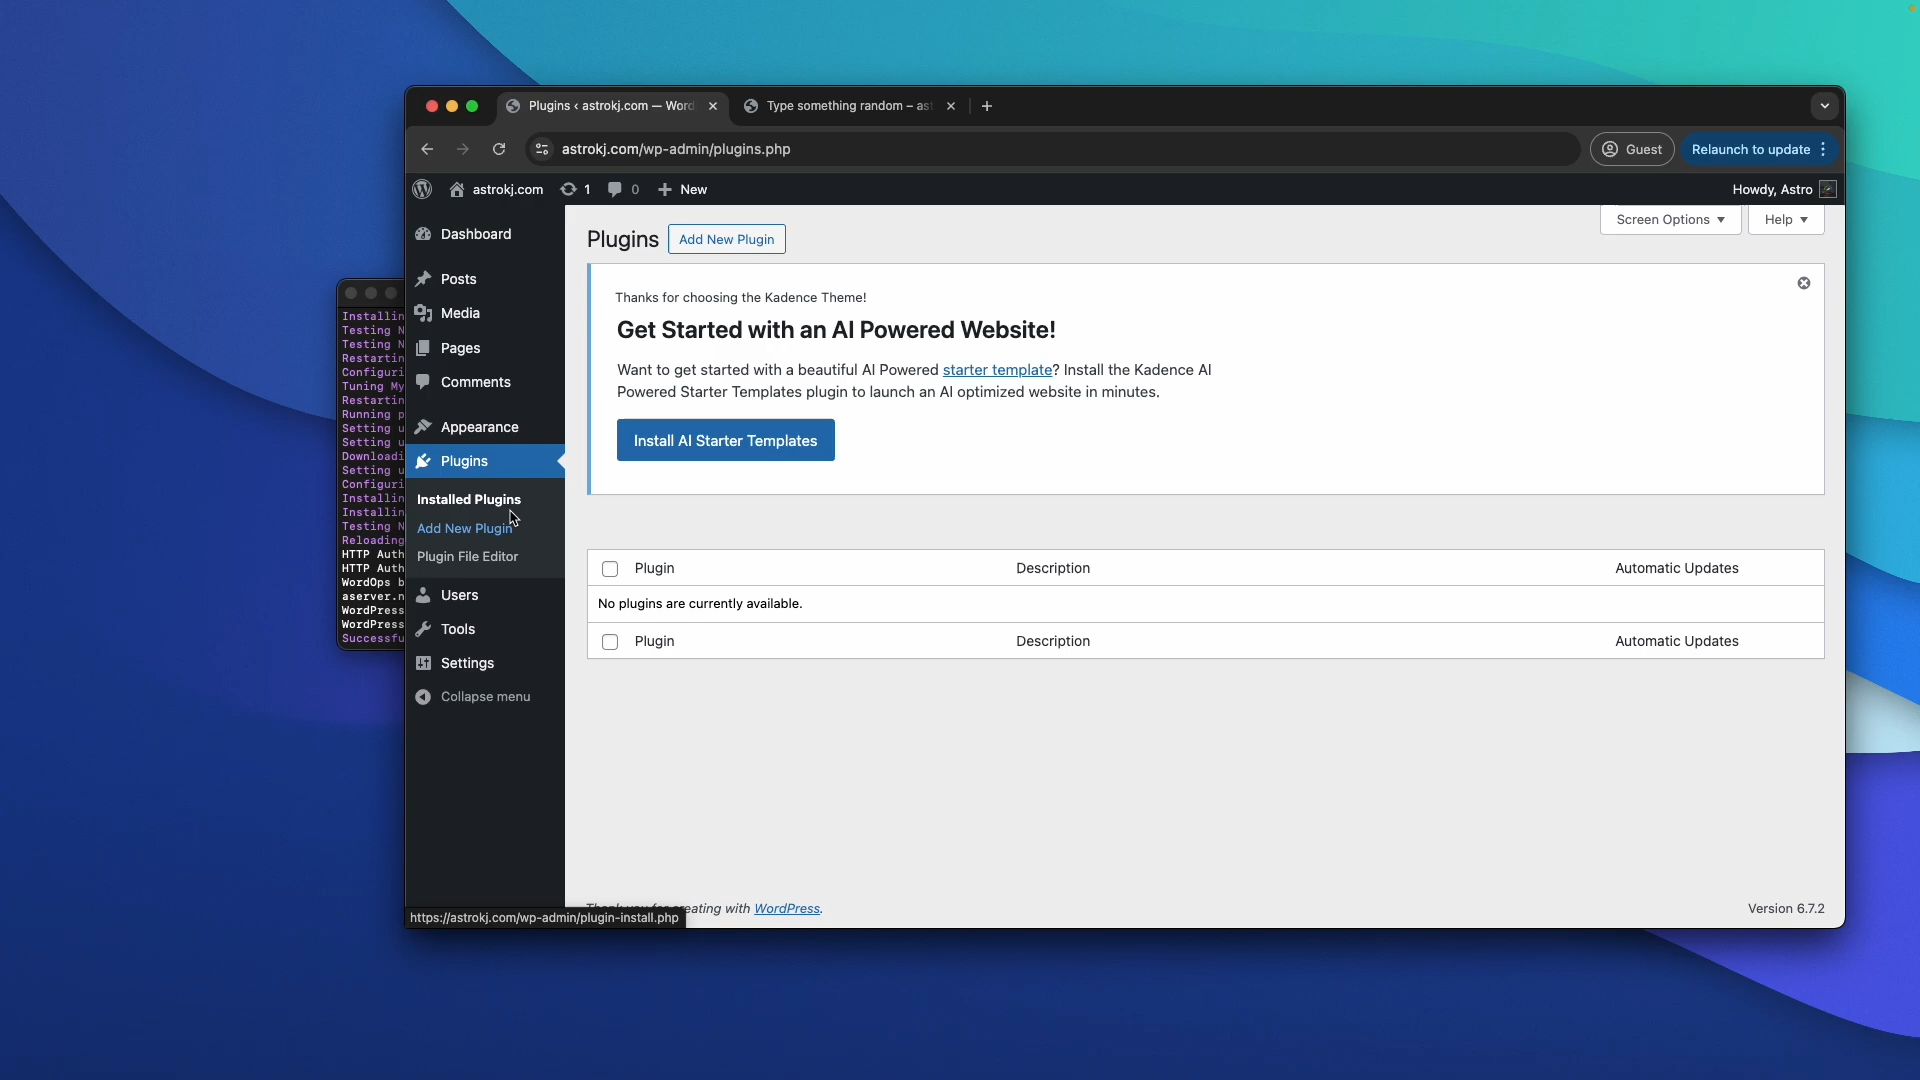 Plugins ‹ astrokj.com — Word
Type something random – ast
astrokj.com/wp-admin/plugins.php
Guest
Relaunch to update
astrokj.com
1
0
New
Howdy, Astro
Dashboard
Posts
Media
Pages
Comments
Appearance
Plugins
Installed Plugins
Add New Plugin
Plugin File Editor
Users
Tools
Settings
Collapse menu
Plugins
Add New Plugin
Screen Options
Help
Thanks for choosing the Kadence Theme!
Get Started with an AI Powered Website!
Want to get started with a beautiful AI Powered starter template? Install the Kadence AI
Powered Starter Templates plugin to launch an AI optimized website in minutes.
Install AI Starter Templates
Plugin
Description
Automatic Updates
No plugins are currently available.
Plugin
Description
Automatic Updates
eating with WordPress.
Version 6.7.2
https://astrokj.com/wp-admin/plugin-install.php
Installin
Testing N
Testing N
Restartin
Configuri
Tuning My
Restartin
Running p
Setting u
Setting u
Downloadi
Setting u
Configuri
Installin
Installin
Testing N
Reloading
HTTP Auth
HTTP Auth
WordOps b
aserver.n
WordPress
WordPress
Successfu